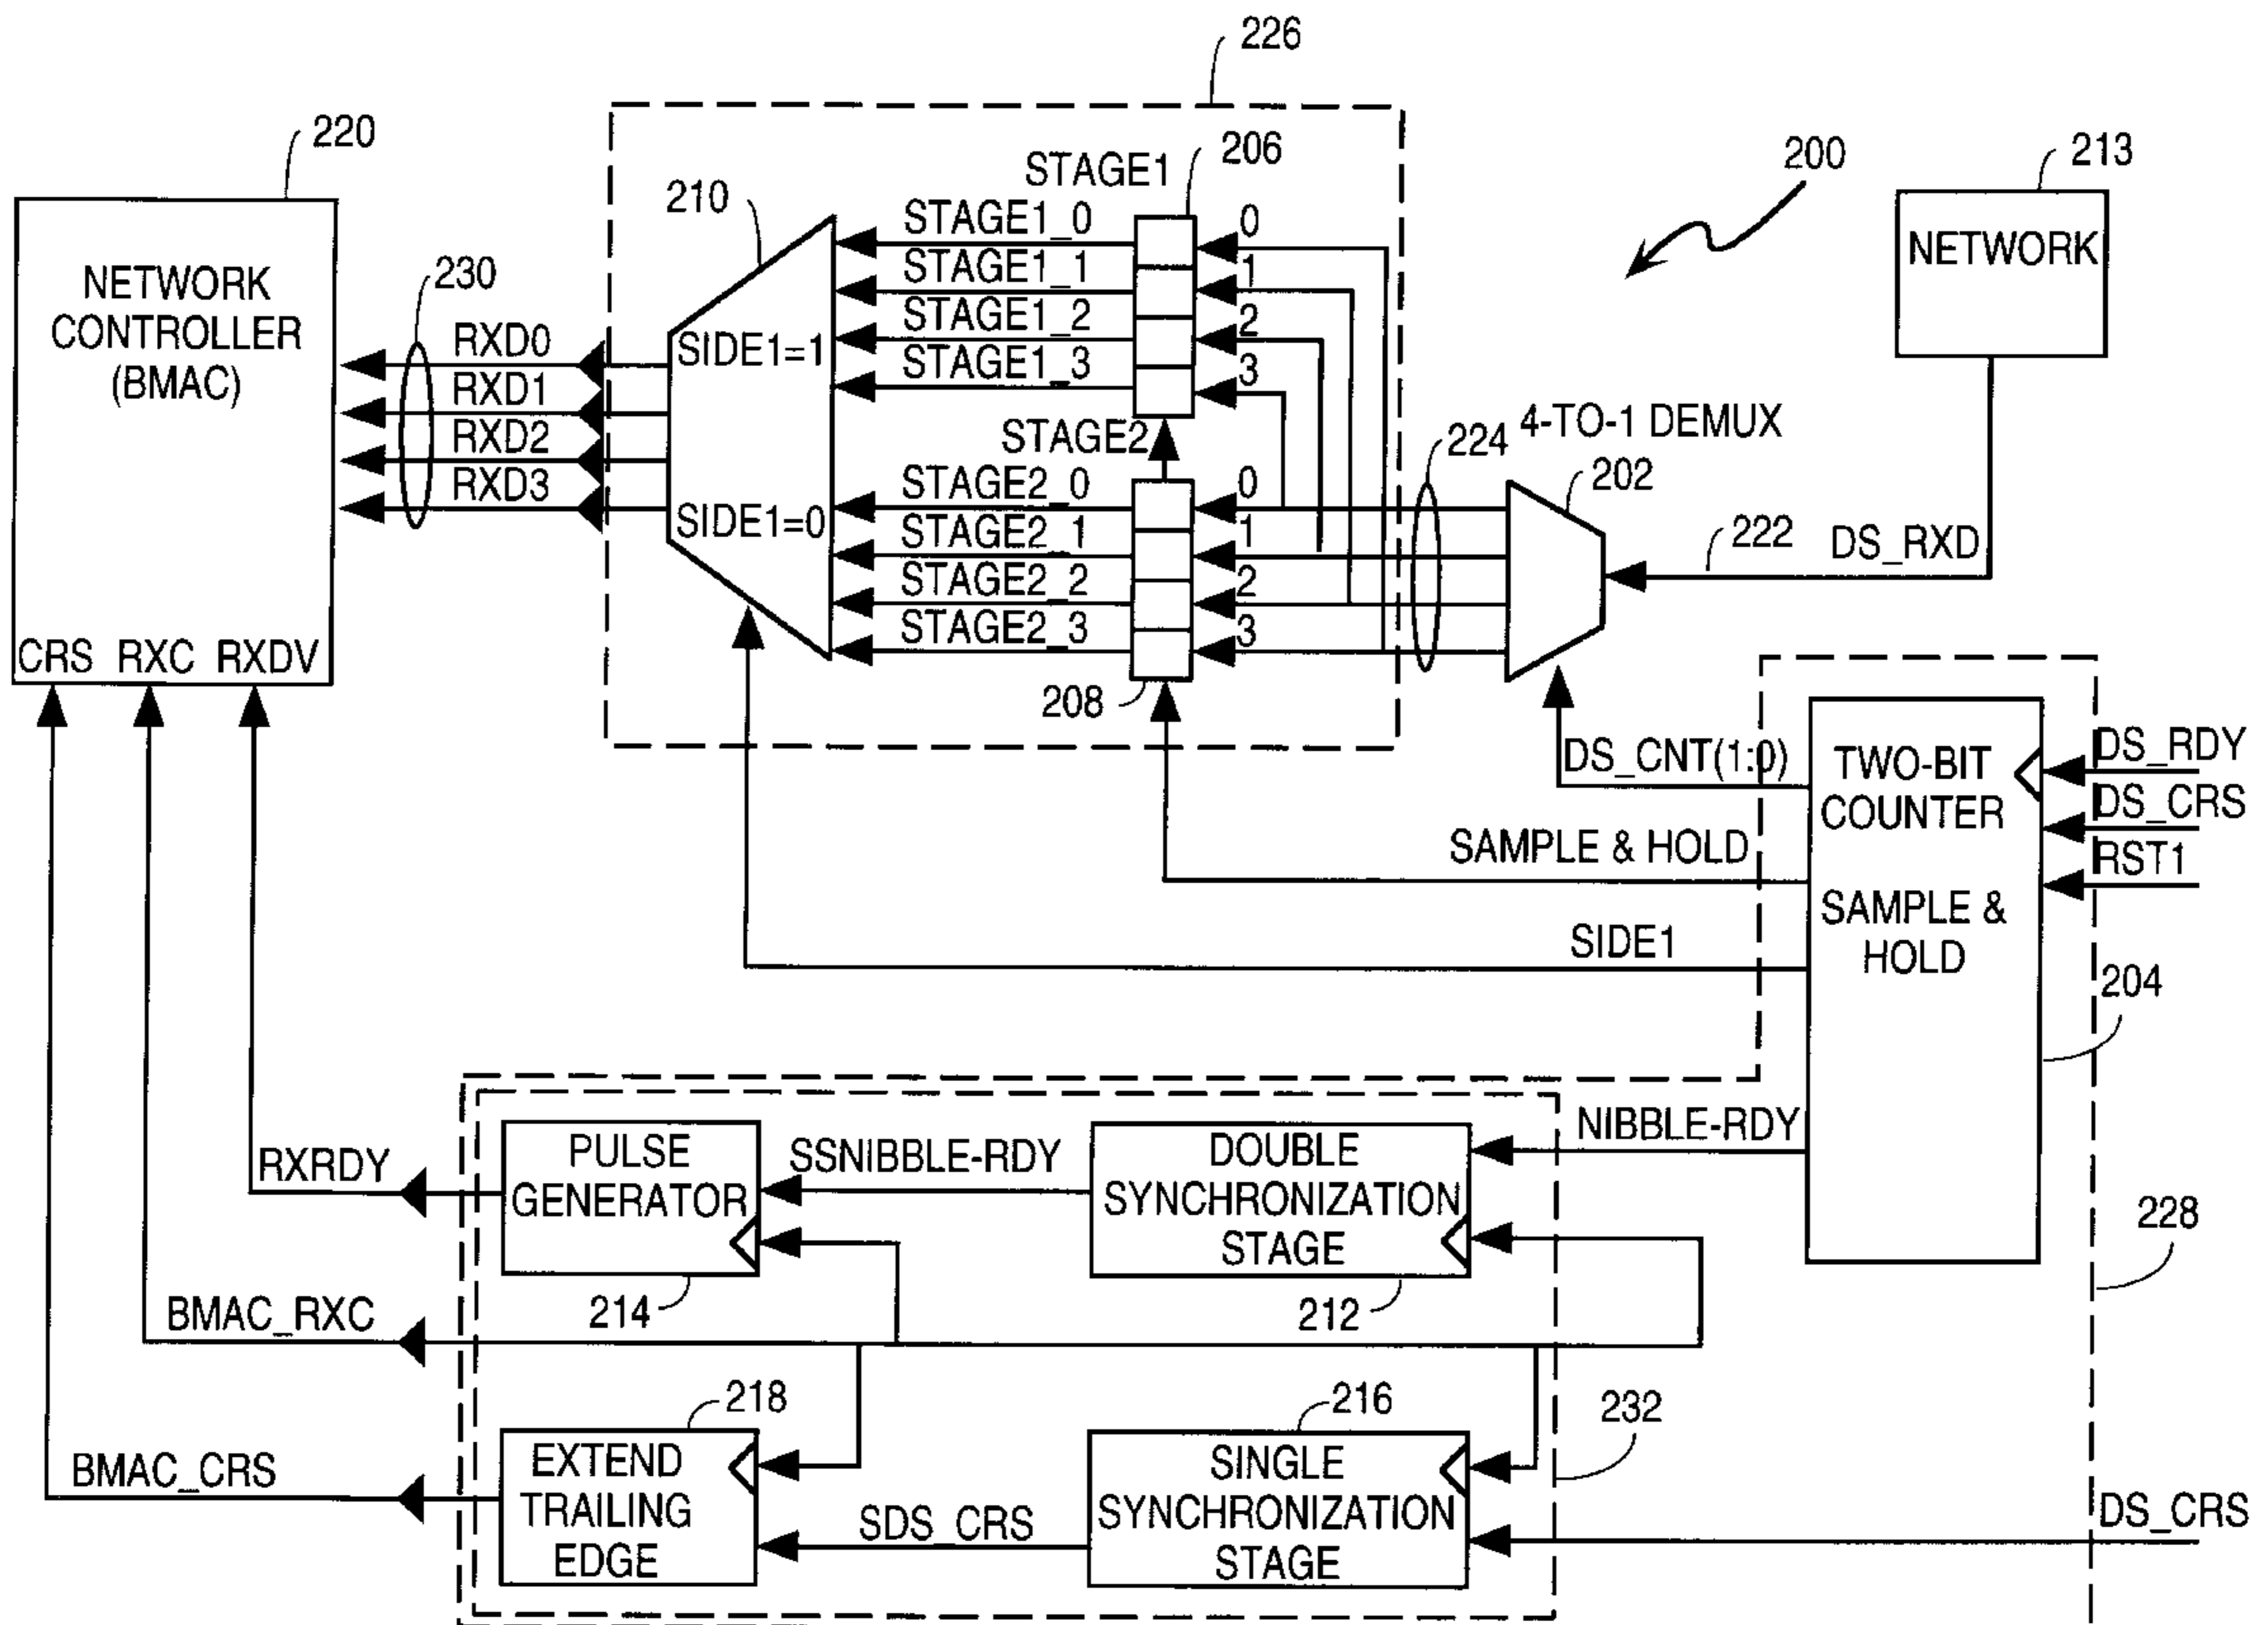 226
220
206
200
213
STAGE1
210
NETWORK
CONTROLLER
(BMAC)
230
RXD0
RXD1
RXD2
RXD3
CRS RXC RXDV
SIDE1=1
SIDE1=0
STAGE1_0
STAGE1_1
STAGE1_2
STAGE1_3
0
1
2
3
STAGE2
STAGE2_0
STAGE2_1
STAGE2_2
STAGE2_3
0
1
2
3
208
224
4-TO-1 DEMUX
202
222
DS_RXD
NETWORK
DS_CNT(1:0)
TWO-BIT
COUNTER
SAMPLE &
HOLD
DS_RDY
DS_CRS
RST1
SAMPLE & HOLD
SIDE1
204
NIBBLE-RDY
228
RXRDY
PULSE
GENERATOR
214
SSNIBBLE-RDY
DOUBLE
SYNCHRONIZATION
STAGE
212
BMAC_RXC
218
216
232
BMAC_CRS
EXTEND
TRAILING
EDGE
SDS_CRS
SINGLE
SYNCHRONIZATION
STAGE
DS_CRS